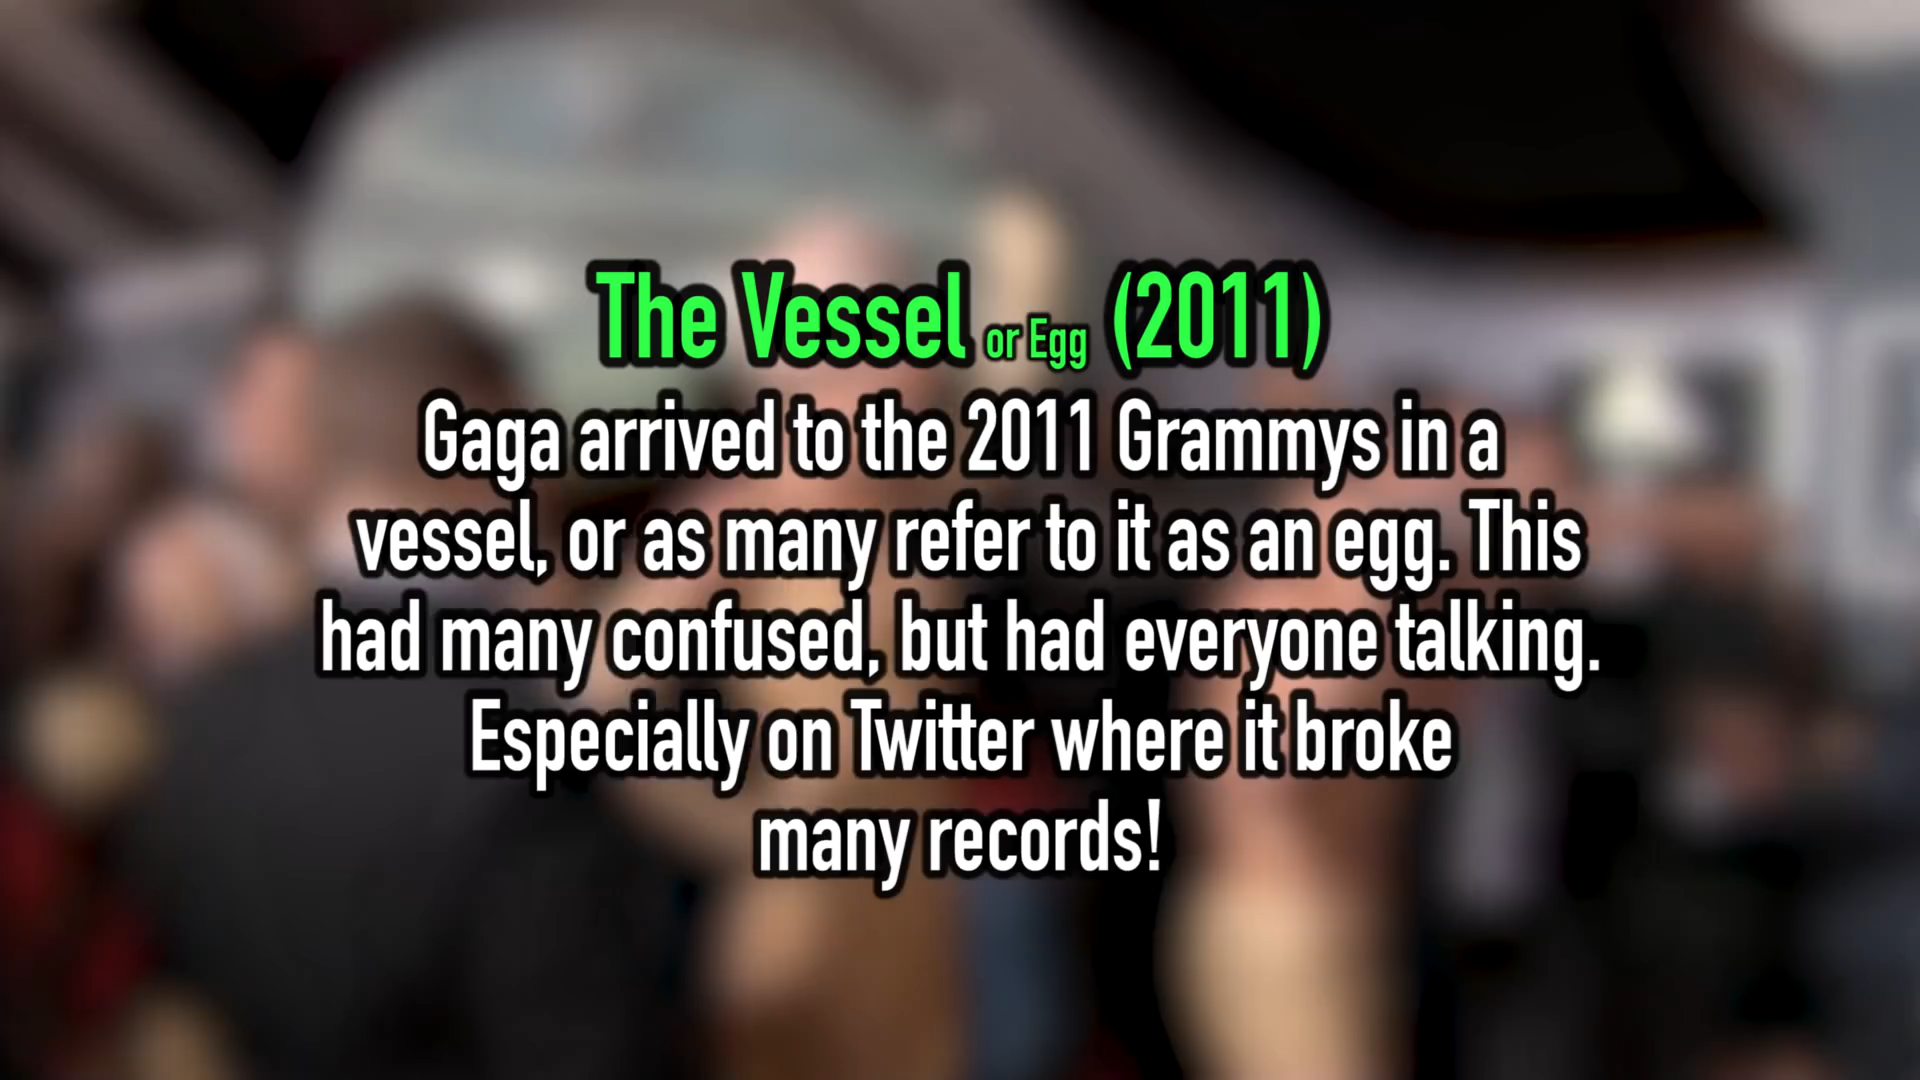 The Vessel or Egg (2011)
Gaga arrived to the 2011 Grammys in a
vessel, or as many refer to it as an egg. This
had many confused, but had everyone talking.
Especially on Twitter where it broke
many records!